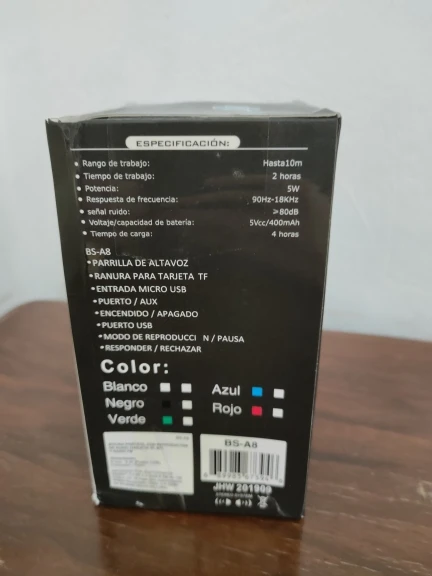 ESPECIFICACIÓN:
• Rango de trabajo: Hasta10m
• Tiempo de trabajo: 2 horas
• Potencia: 5W
• Respuesta de frecuencia: 90Hz-18KHz
• señal ruido: ≥80dB
• Voltaje/capacidad de batería: 5Vcc/400mAh
• Tiempo de carga: 4 horas
BS-A8
•PARRILLA DE ALTAVOZ
•RANURA PARA TARJETA TF
•ENTRADA MICRO USB
•PUERTO / AUX
•ENCENDIDO / APAGADO
•PUERTO USB
•MODO DE REPRODUCCI N / PAUSA
•RESPONDER / RECHAZAR
Color:
Blanco Azul
Negro Rojo
Verde
BS-A8
JHW 201909